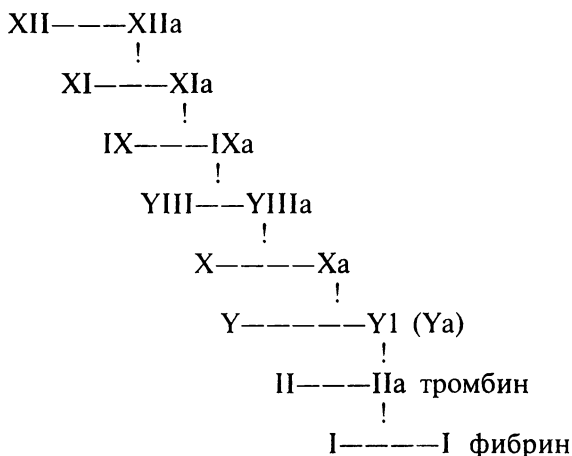 XII---XIIa
!
XI---XIa
!
IX----IXa
!
YIII--YIIIa
!
X----Xa
!
Y-----Y1 (Ya)
!
II---IIa тромбин
!
I----I фибрин